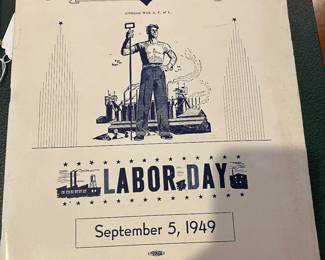 Affiliated With A. F. of L.
LABOR DAY
September 5, 1949